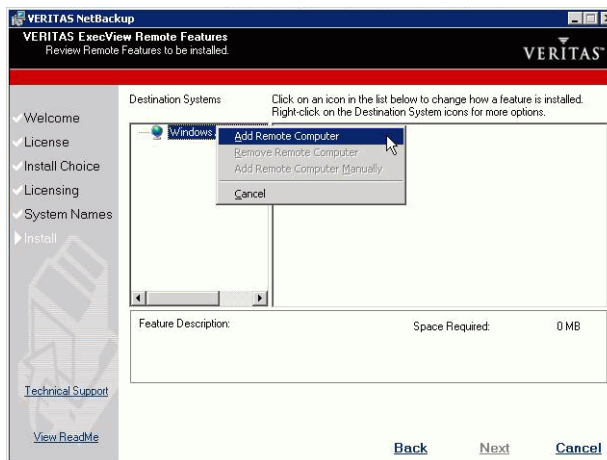 VERITAS NetBackup
VERITAS ExecView Remote Features
Review Remote Features to be installed.
VERITAS™
Welcome
License
Install Choice
Licensing
System Names
Install
Technical Support
View ReadMe
Destination Systems
Click on an icon in the list below to change how a feature is installed.
Right-click on the Destination System icons for more options.
Windows
Add Remote Computer
Remove Remote Computer
Add Remote Computer Manually
Cancel
Feature Description:
Space Required:
0 MB
Back
Next
Cancel